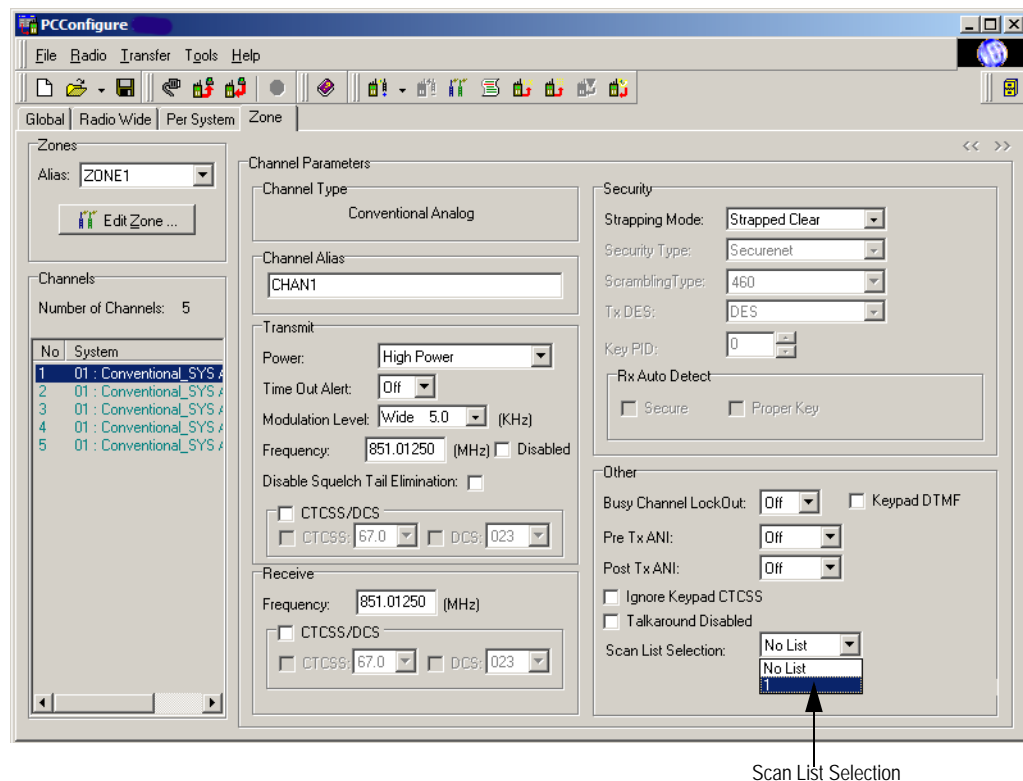 PCConfigure
File Radio Transfer Tools Help
Global Radio Wide Per System Zone
<< >>
Zones
Alias: ZONE1
Edit Zone ...
Channels
Number of Channels: 5
No System
1 01 : Conventional_SYS
2 01 : Conventional_SYS
3 01 : Conventional_SYS
4 01 : Conventional_SYS
5 01 : Conventional_SYS
Channel Parameters
Channel Type
Conventional Analog
Channel Alias
CHAN1
Transmit
Power: High Power
Time Out Alert: Off
Modulation Level: Wide 5.0 (KHz)
Frequency: 851.01250 (MHz) Disabled
Disable Squelch Tail Elimination:
CTCSS/DCS
CTCSS: 67.0 DCS: 023
Receive
Frequency: 851.01250 (MHz)
CTCSS/DCS
CTCSS: 67.0 DCS: 023
Security
Strapping Mode: Strapped Clear
Security Type: Securenet
ScramblingType: 460
Tx DES: DES
Key PID: 0
Rx Auto Detect
Secure Proper Key
Other
Busy Channel LockOut: Off Keypad DTMF
Pre Tx ANI: Off
Post Tx ANI: Off
Ignore Keypad CTCSS
Talkaround Disabled
Scan List Selection: No List
No List
1
Scan List Selection